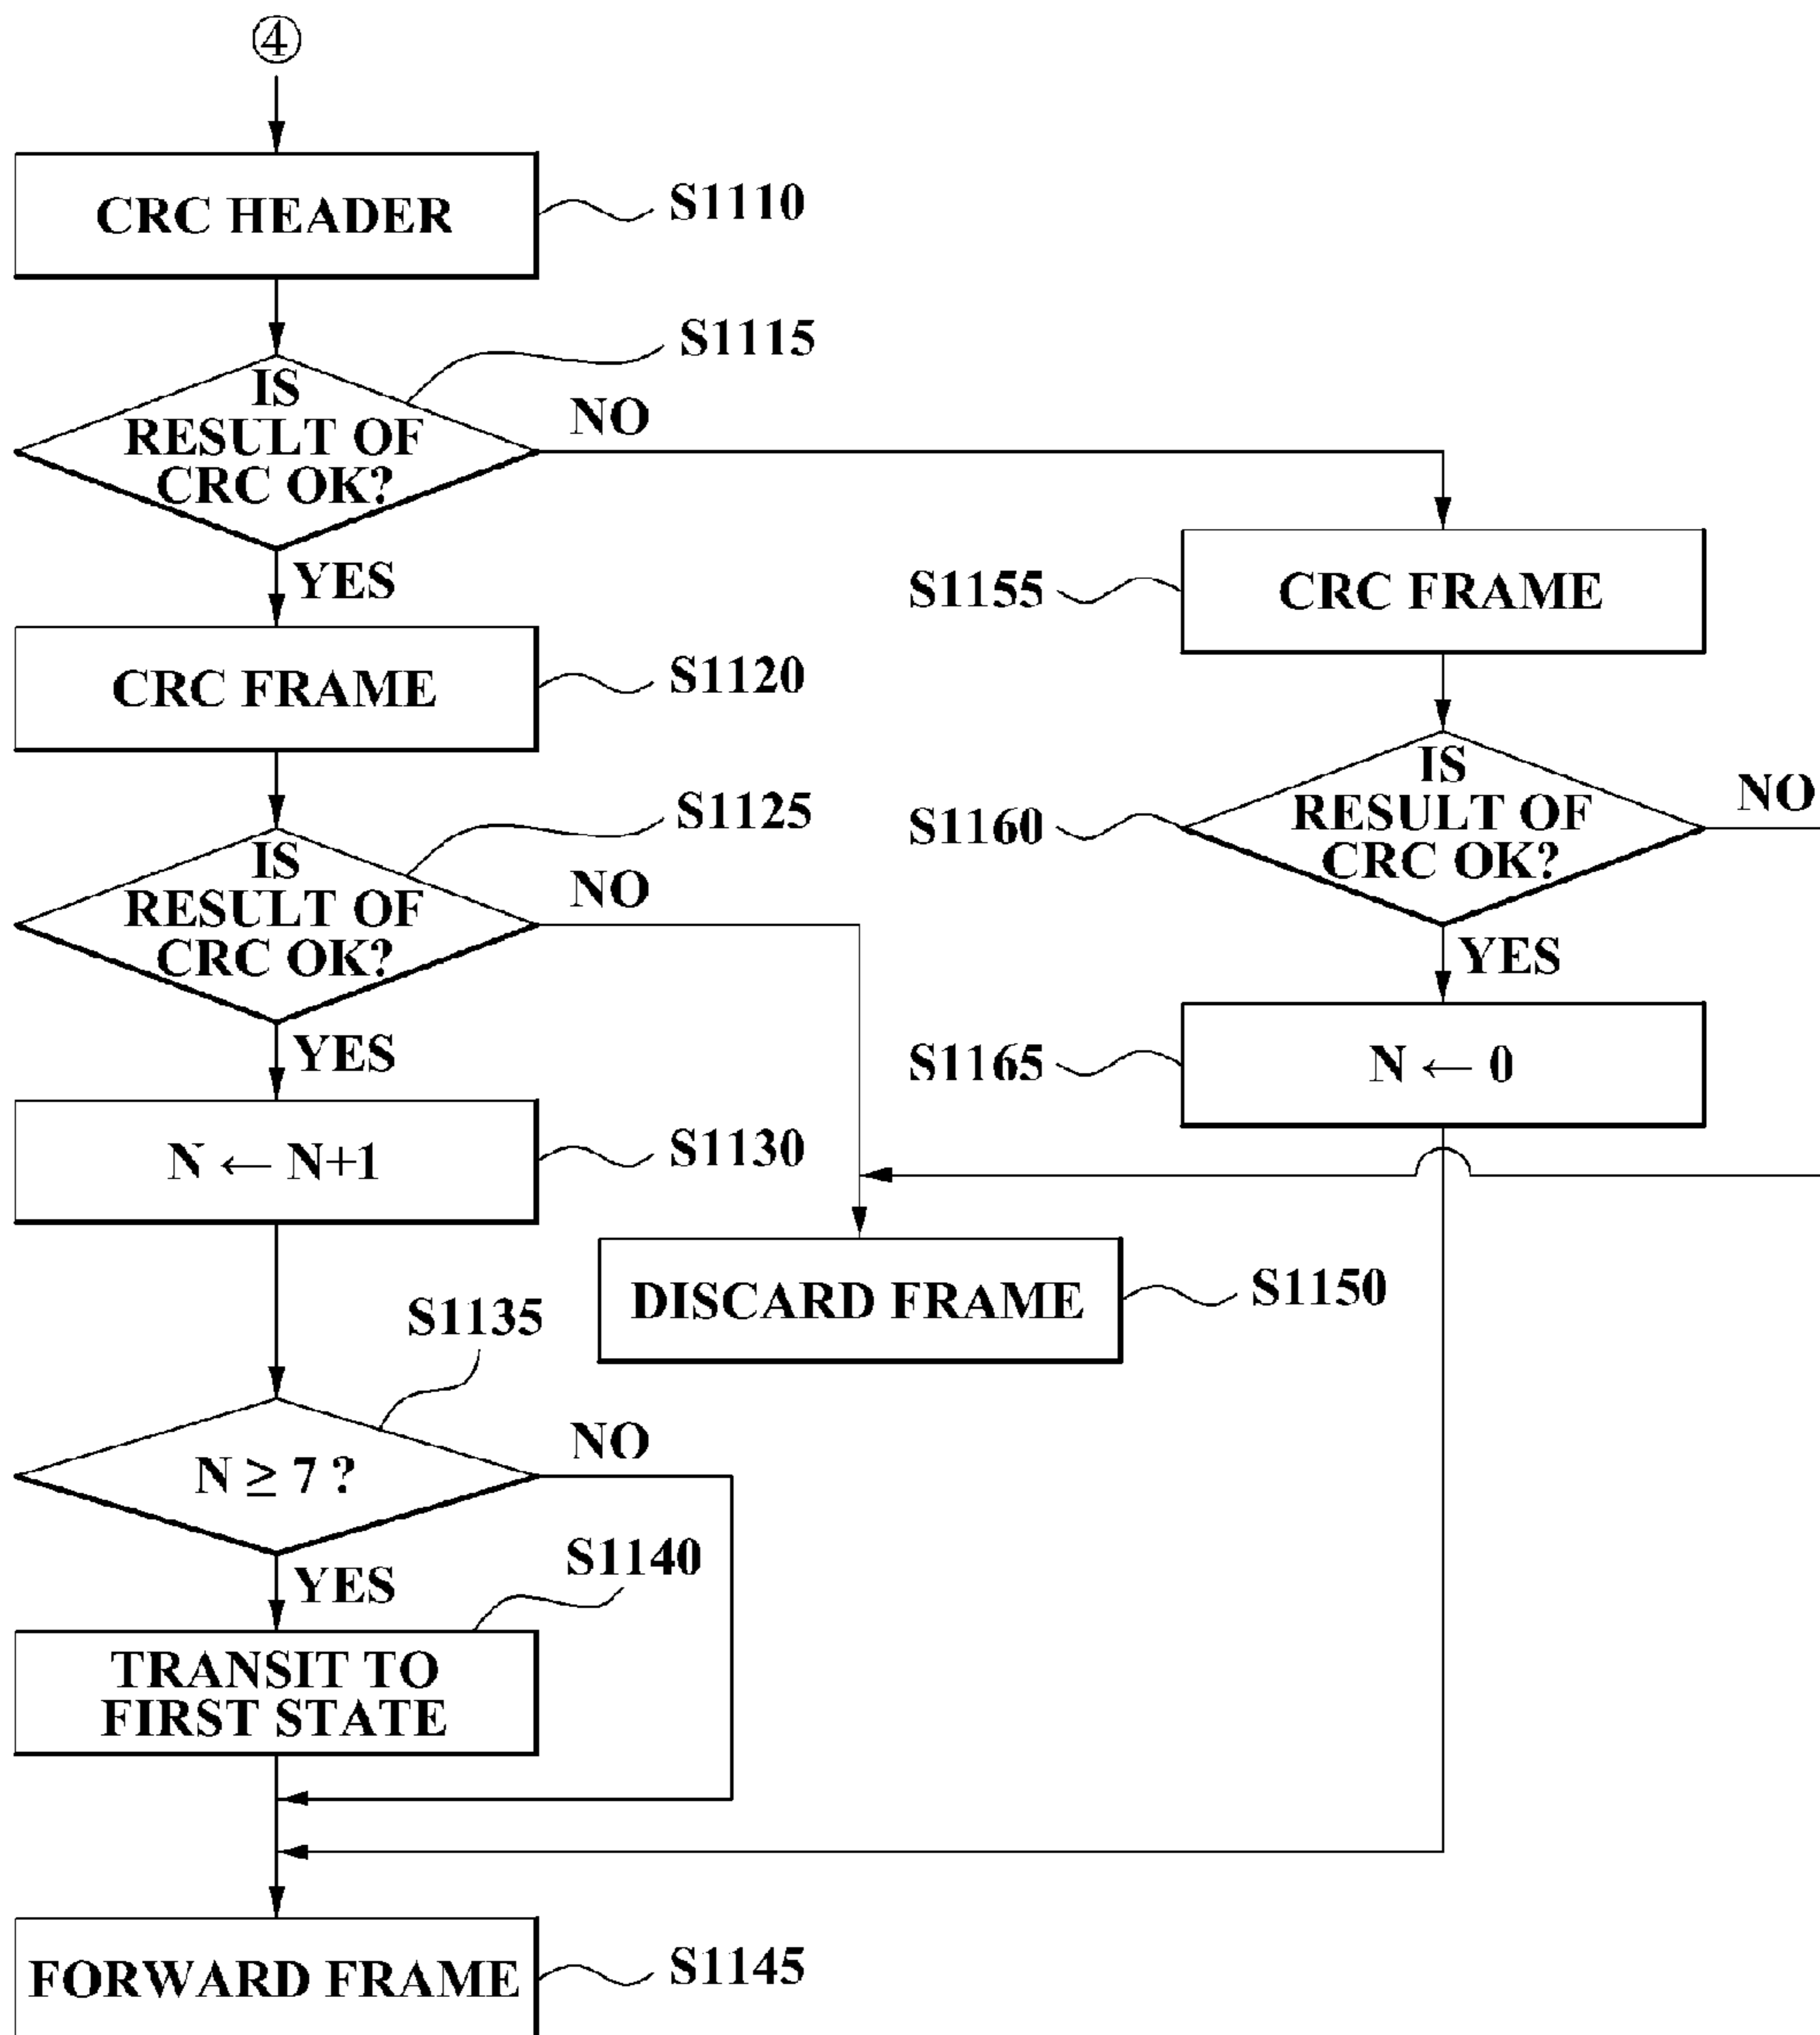 ④
CRC HEADER
S1110
S1115
IS
RESULT OF
CRC OK?
NO
YES
S1155
CRC FRAME
CRC FRAME
S1120
S1160
IS
RESULT OF
CRC OK?
NO
YES
S1125
IS
RESULT OF
CRC OK?
NO
YES
S1165
N ← 0
N ← N+1
S1130
DISCARD FRAME
S1150
S1135
N ≥ 7 ?
NO
YES
S1140
TRANSIT TO
FIRST STATE
FORWARD FRAME
S1145